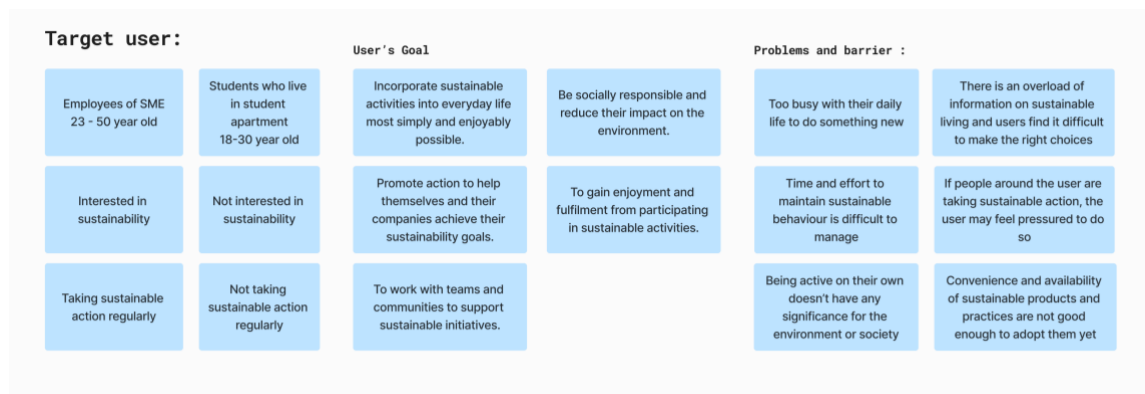 Target user:
User's Goal
Problems and barrier :
Employees of SME
23 - 50 year old
Students who live
in student
apartment
18-30 year old
Incorporate sustainable
activities into everyday life
most simply and enjoyably
possible.
Be socially responsible and
reduce their impact on the
environment.
Too busy with their daily
life to do something new
There is an overload of
information on sustainable
living and users find it difficult
to make the right choices
Interested in
sustainability
Not interested in
sustainability
Promote action to help
themselves and their
companies achieve their
sustainability goals.
To gain enjoyment and
fulfilment from participating
in sustainable activities.
Time and effort to
maintain sustainable
behaviour is difficult to
manage
If people around the user are
taking sustainable action, the
user may feel pressured to do
so
Taking sustainable
action regularly
Not taking
sustainable action
regularly
To work with teams and
communities to support
sustainable initiatives.
Being active on their own
doesn't have any
significance for the
environment or society
Convenience and availability
of sustainable products and
practices are not good
enough to adopt them yet